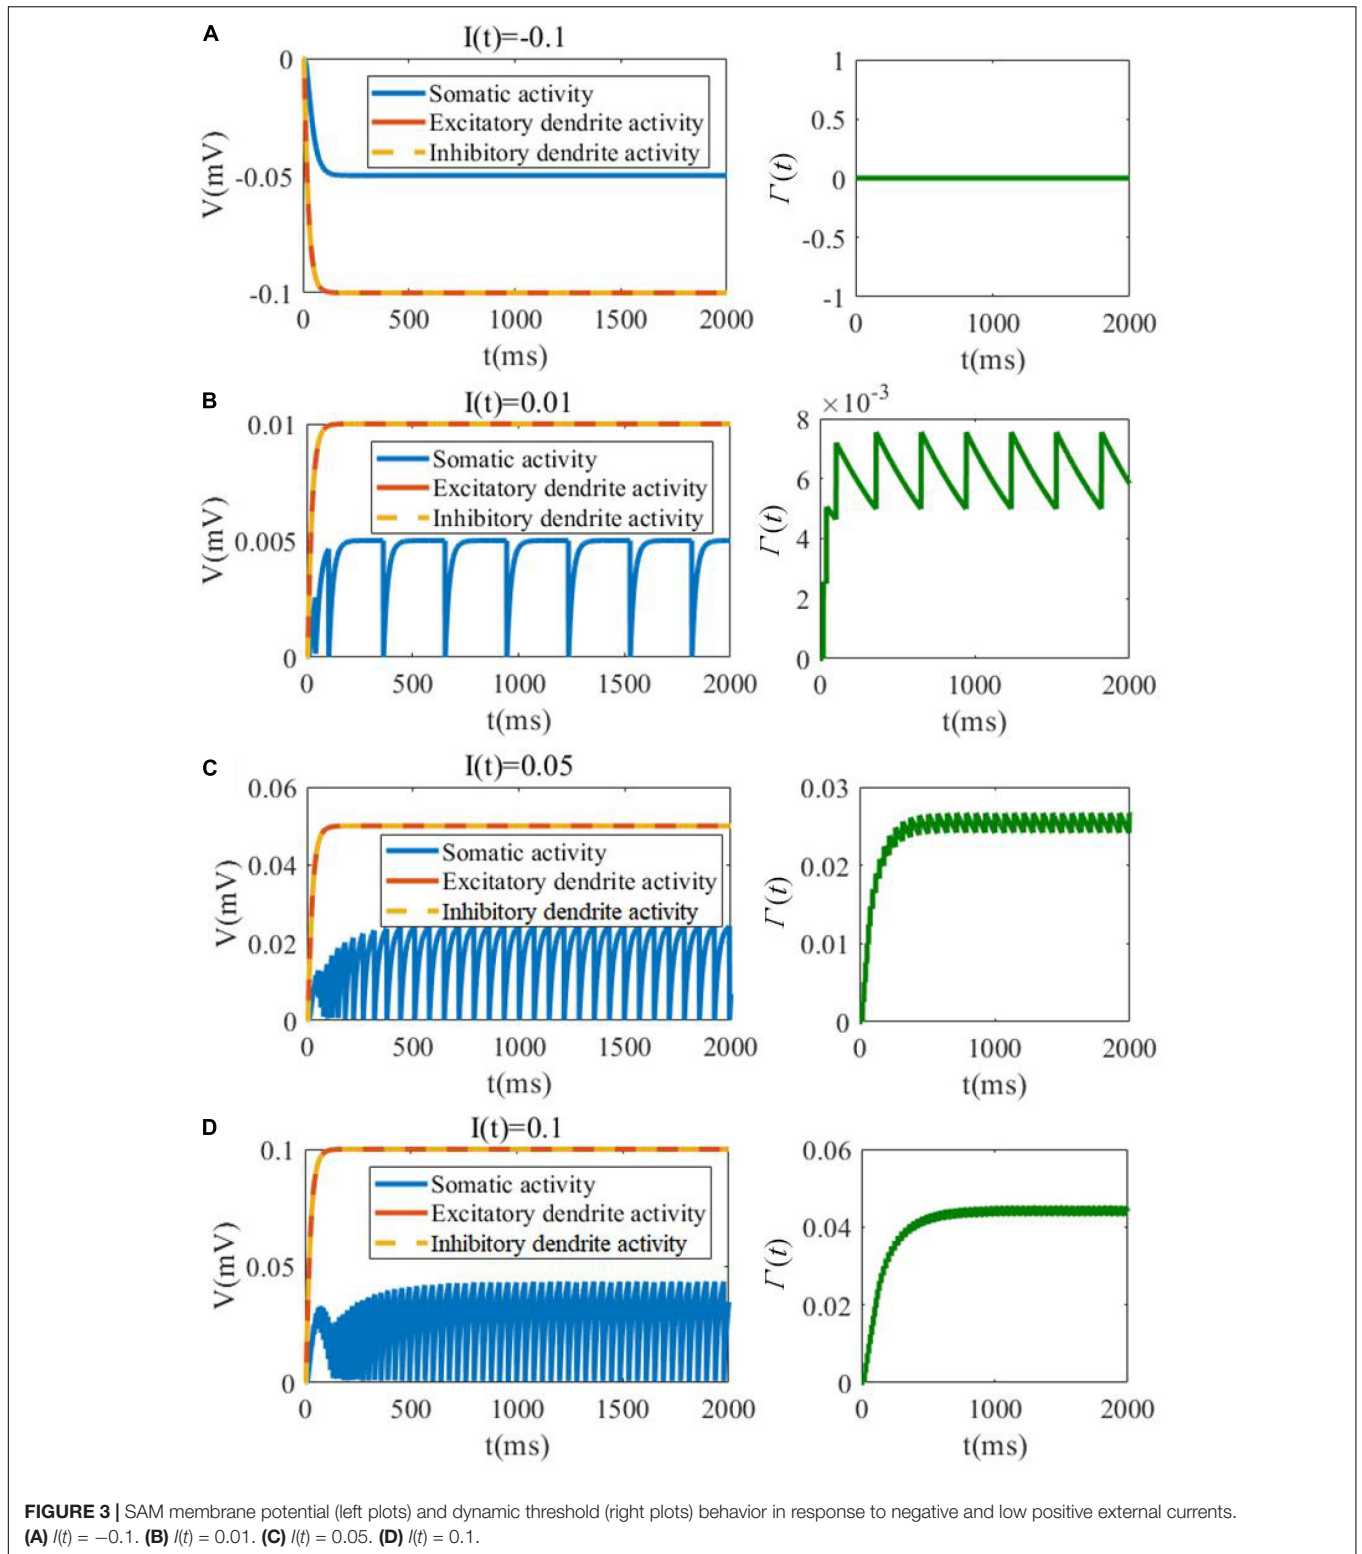 A
I(t)=-0.1
0
-0.05
-0.1
V(mV)
Somatic activity
Excitatory dendrite activity
Inhibitory dendrite activity
0 500 1000 1500 2000
t(ms)
1
0.5
0
-0.5
-1
Γ(t)
0 1000 2000
t(ms)
B
I(t)=0.01
0.01
0.005
0
V(mV)
Somatic activity
Excitatory dendrite activity
Inhibitory dendrite activity
0 500 1000 1500 2000
t(ms)
×10⁻³
8
6
4
2
0
Γ(t)
0 1000 2000
t(ms)
C
I(t)=0.05
0.06
0.04
0.02
0
V(mV)
Somatic activity
Excitatory dendrite activity
Inhibitory dendrite activity
0 500 1000 1500 2000
t(ms)
0.03
0.02
0.01
0
Γ(t)
0 1000 2000
t(ms)
D
I(t)=0.1
0.1
0.05
0
V(mV)
Somatic activity
Excitatory dendrite activity
Inhibitory dendrite activity
0 500 1000 1500 2000
t(ms)
0.06
0.04
0.02
0
Γ(t)
0 1000 2000
t(ms)
FIGURE 3 | SAM membrane potential (left plots) and dynamic threshold (right plots) behavior in response to negative and low positive external currents.
(A) I(t) = −0.1. (B) I(t) = 0.01. (C) I(t) = 0.05. (D) I(t) = 0.1.